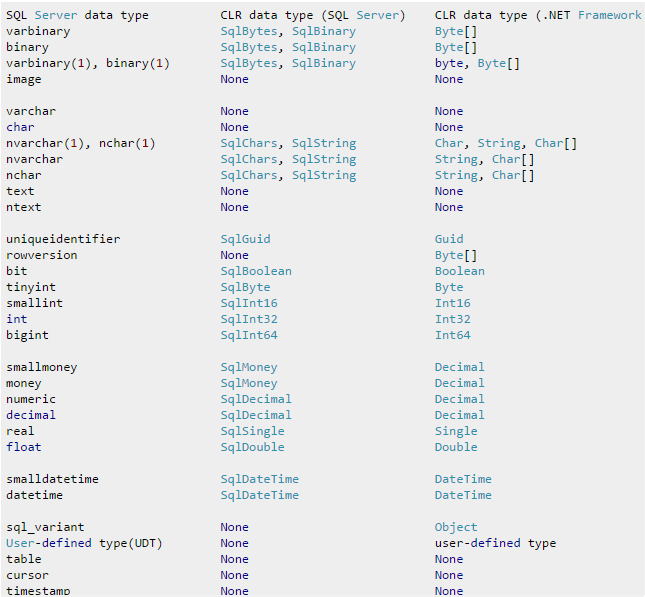 SQL Server data type CLR data type (SQL Server) CLR data type (.NET Framework
varbinary SqlBytes, SqlBinary Byte[]
binary SqlBytes, SqlBinary Byte[]
varbinary(1), binary(1) SqlBytes, SqlBinary byte, Byte[]
image None None
varchar None None
char None None
nvarchar(1), nchar(1) SqlChars, SqlString Char, String, Char[]
nvarchar SqlChars, SqlString String, Char[]
nchar SqlChars, SqlString String, Char[]
text None None
ntext None None
uniqueidentifier SqlGuid Guid
rowversion None Byte[]
bit SqlBoolean Boolean
tinyint SqlByte Byte
smallint SqlInt16 Int16
int SqlInt32 Int32
bigint SqlInt64 Int64
smallmoney SqlMoney Decimal
money SqlMoney Decimal
numeric SqlDecimal Decimal
decimal SqlDecimal Decimal
real SqlSingle Single
float SqlDouble Double
smalldatetime SqlDateTime DateTime
datetime SqlDateTime DateTime
sql_variant None Object
User-defined type(UDT) None user-defined type
table None None
cursor None None
timestamp None None